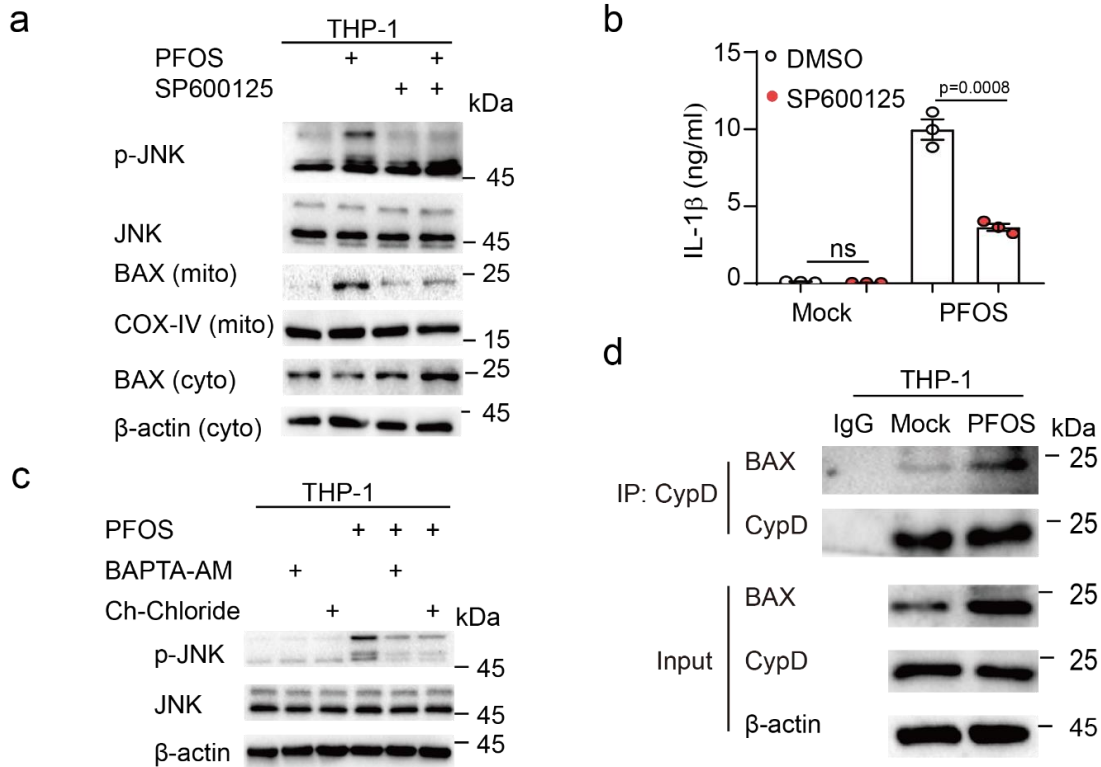 a
THP-1
PFOS + +
SP600125 + +
kDa
p-JNK
45
JNK
45
BAX (mito)
25
COX-IV (mito)
15
BAX (cyto)
25
β-actin (cyto)
45
b
IL-1β (ng/ml)
15
10
5
0
DMSO
SP600125
p=0.0008
ns
Mock PFOS
c
THP-1
PFOS + + +
BAPTA-AM + +
Ch-Chloride + +
kDa
p-JNK
45
JNK
45
β-actin
45
d
THP-1
IgG Mock PFOS kDa
IP: CypD
BAX
25
CypD
25
Input
BAX
25
CypD
25
β-actin
45